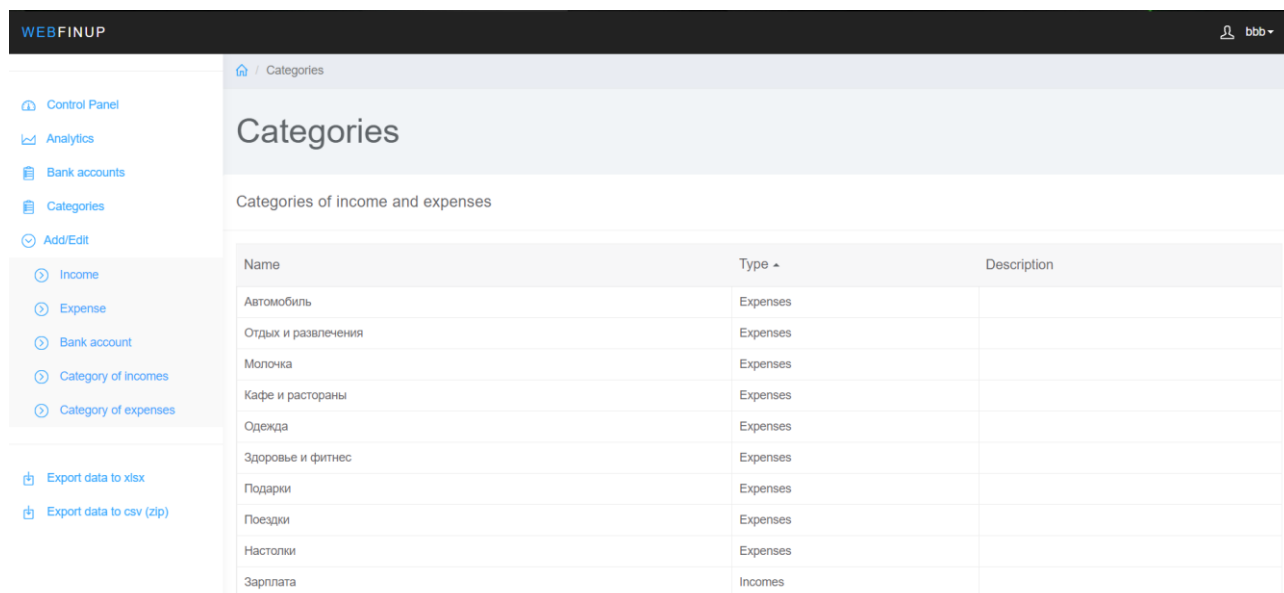 WEBFINUP
bbb
/ Categories
Control Panel
Analytics
Bank accounts
Categories
Add/Edit
Income
Expense
Bank account
Category of incomes
Category of expenses
Export data to xlsx
Export data to csv (zip)
Categories
Categories of income and expenses
Name Type Description
Автомобиль Expenses
Отдых и развлечения Expenses
Молочка Expenses
Кафе и растораны Expenses
Одежда Expenses
Здоровье и фитнес Expenses
Подарки Expenses
Поездки Expenses
Настолки Expenses
Зарплата Incomes